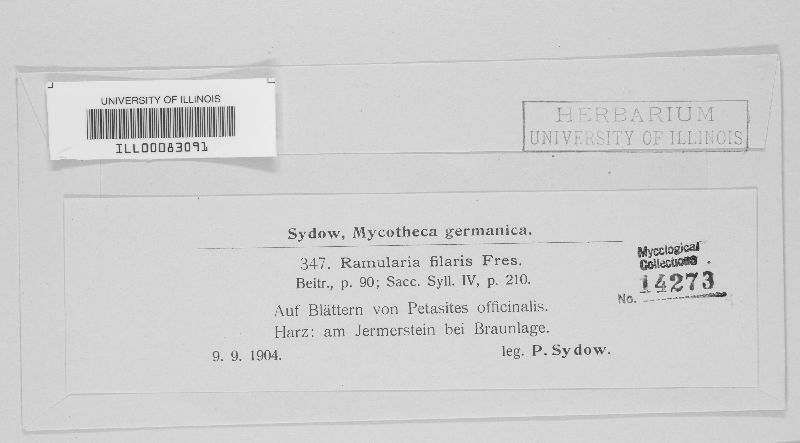 UNIVERSITY OF ILLINOIS
ILL00083091
HERBARIUM
UNIVERSITY OF ILLINOIS
Sydow, Mycotheca germanica.
347. Ramularia filaris Fres.
Beitr., p. 90; Sacc. Syll. IV, p. 210.
Auf Blättern von Petasites officinalis.
Harz: am Jermerstein bei Braunlage.
9. 9. 1904. leg. P. Sydow.
Mycological
Collections
No. 14273